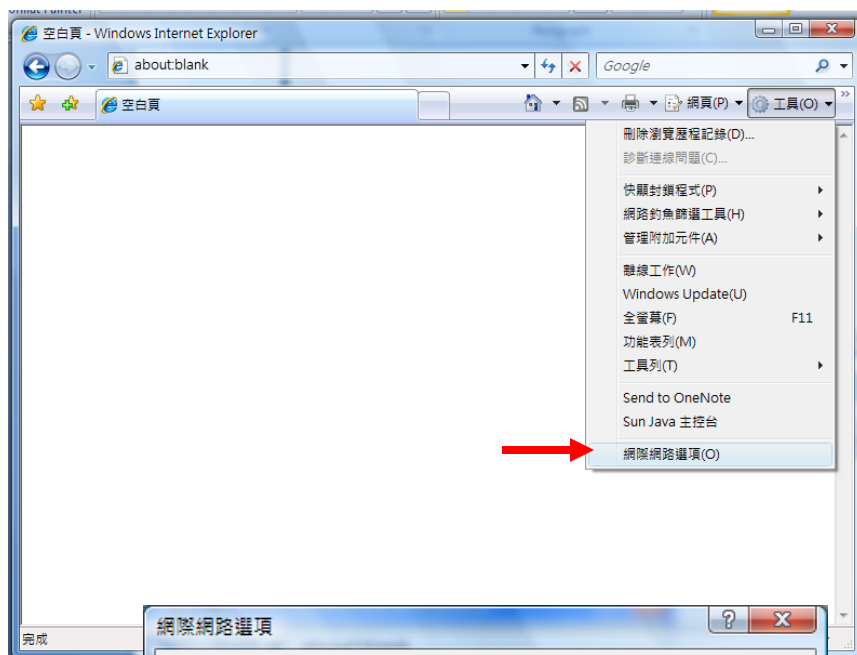 Format Painter
空白頁 - Windows Internet Explorer
about:blank
Google
空白頁
網頁(P)
工具(O)
»
刪除瀏覽歷程記錄(D)...
診斷連線問題(C)...
快顯封鎖程式(P)
網路釣魚篩選工具(H)
管理附加元件(A)
離線工作(W)
Windows Update(U)
全螢幕(F) F11
功能表列(M)
工具列(T)
Send to OneNote
Sun Java 主控台
網際網路選項(O)
網際網路選項
完成